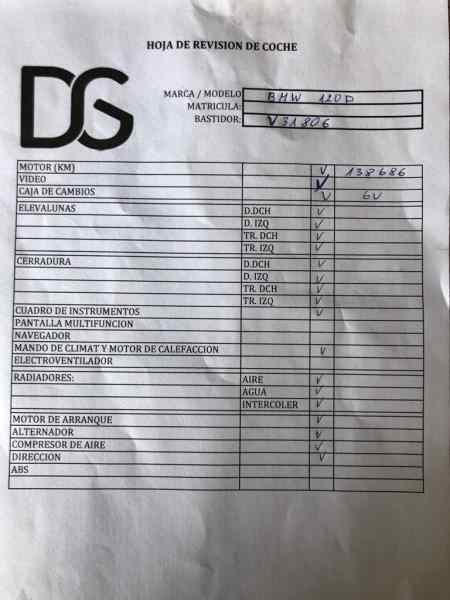 HOJA DE REVISION DE COCHE
DS
MARCA / MODELO BMW 120D
MATRICULA:
BASTIDOR: V31806
MOTOR (KM) V 138686
VIDEO V
CAJA DE CAMBIOS V 6V
ELEVALUNAS D.DCH V
D. IZQ V
TR. DCH V
TR. IZQ V
CERRADURA D.DCH V
D. IZQ V
TR. DCH V
TR. IZQ V
CUADRO DE INSTRUMENTOS V
PANTALLA MULTIFUNCION
NAVEGADOR
MANDO DE CLIMAT Y MOTOR DE CALEFACCION V
ELECTROVENTILADOR
RADIADORES: AIRE V
AGUA V
INTERCOLER V
MOTOR DE ARRANQUE V
ALTERNADOR V
COMPRESOR DE AIRE V
DIRECCION V
ABS